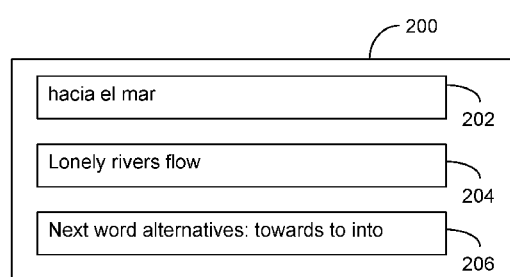 200
hacia el mar
202
Lonely rivers flow
204
Next word alternatives: towards to into
206